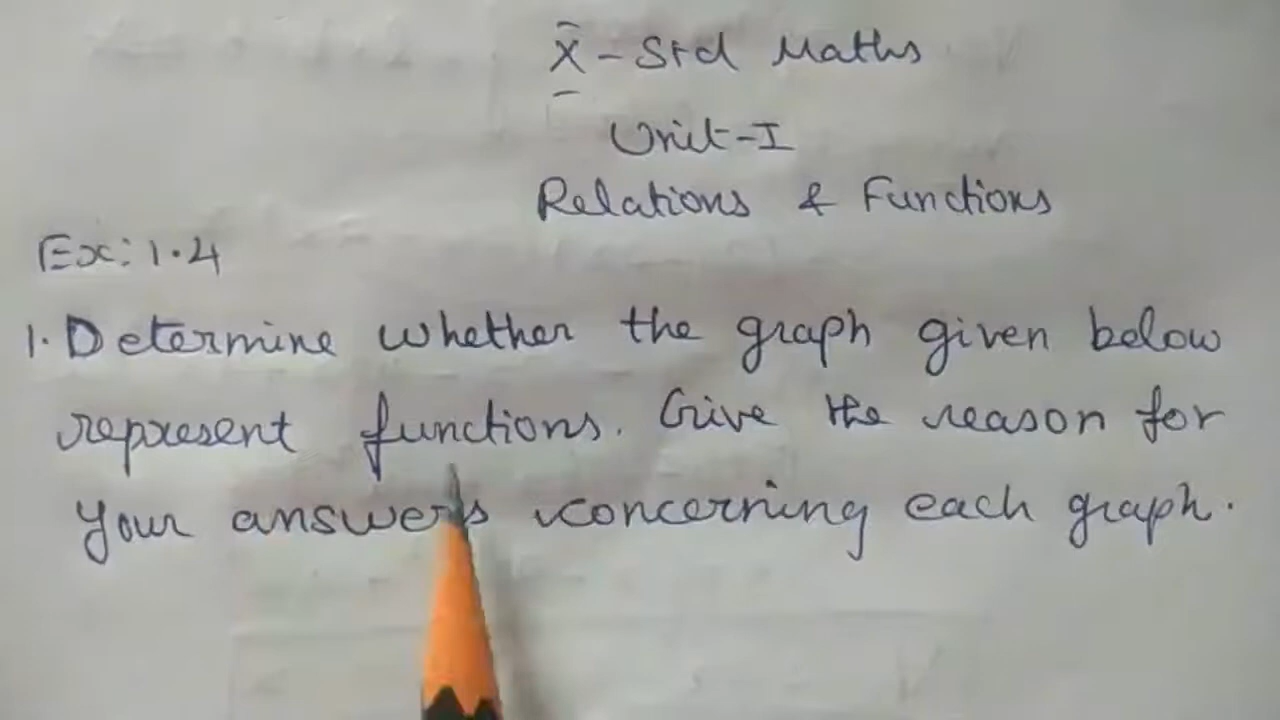 X - Std Maths
Unit-I
Relations & Functions
Ex: 1.4
1. Determine whether the graph given below
represent functions. Give the reason for
your answers concerning each graph.